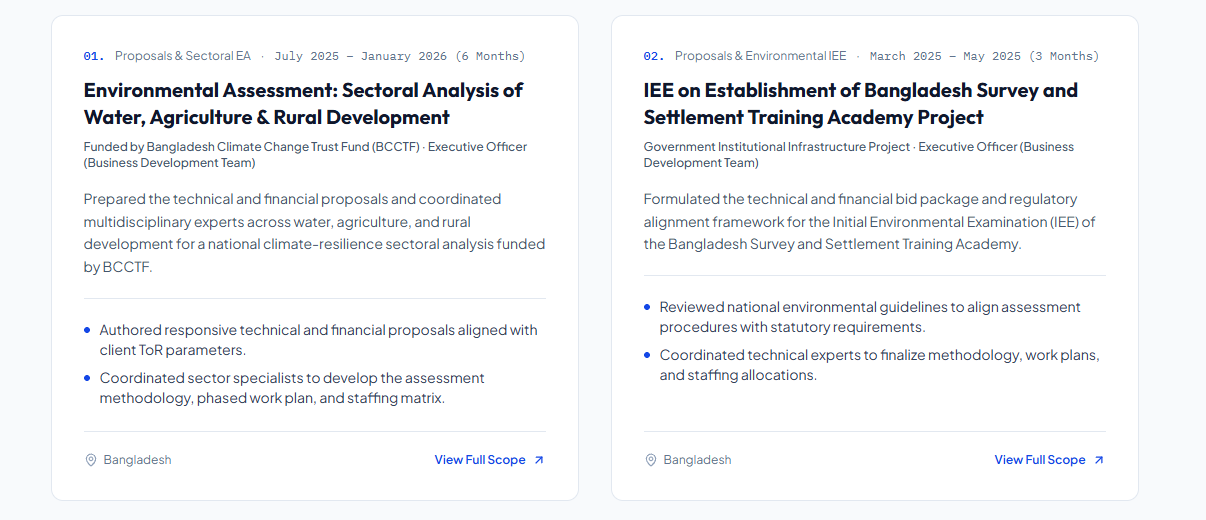 01. Proposals & Sectoral EA · July 2025 – January 2026 (6 Months)
Environmental Assessment: Sectoral Analysis of
Water, Agriculture & Rural Development
Funded by Bangladesh Climate Change Trust Fund (BCCTF) · Executive Officer
(Business Development Team)
Prepared the technical and financial proposals and coordinated
multidisciplinary experts across water, agriculture, and rural
development for a national climate-resilience sectoral analysis funded
by BCCTF.
Authored responsive technical and financial proposals aligned with
client ToR parameters.
Coordinated sector specialists to develop the assessment
methodology, phased work plan, and staffing matrix.
Bangladesh
View Full Scope
02. Proposals & Environmental IEE · March 2025 – May 2025 (3 Months)
IEE on Establishment of Bangladesh Survey and
Settlement Training Academy Project
Government Institutional Infrastructure Project · Executive Officer (Business
Development Team)
Formulated the technical and financial bid package and regulatory
alignment framework for the Initial Environmental Examination (IEE) of
the Bangladesh Survey and Settlement Training Academy.
Reviewed national environmental guidelines to align assessment
procedures with statutory requirements.
Coordinated technical experts to finalize methodology, work plans,
and staffing allocations.
Bangladesh
View Full Scope